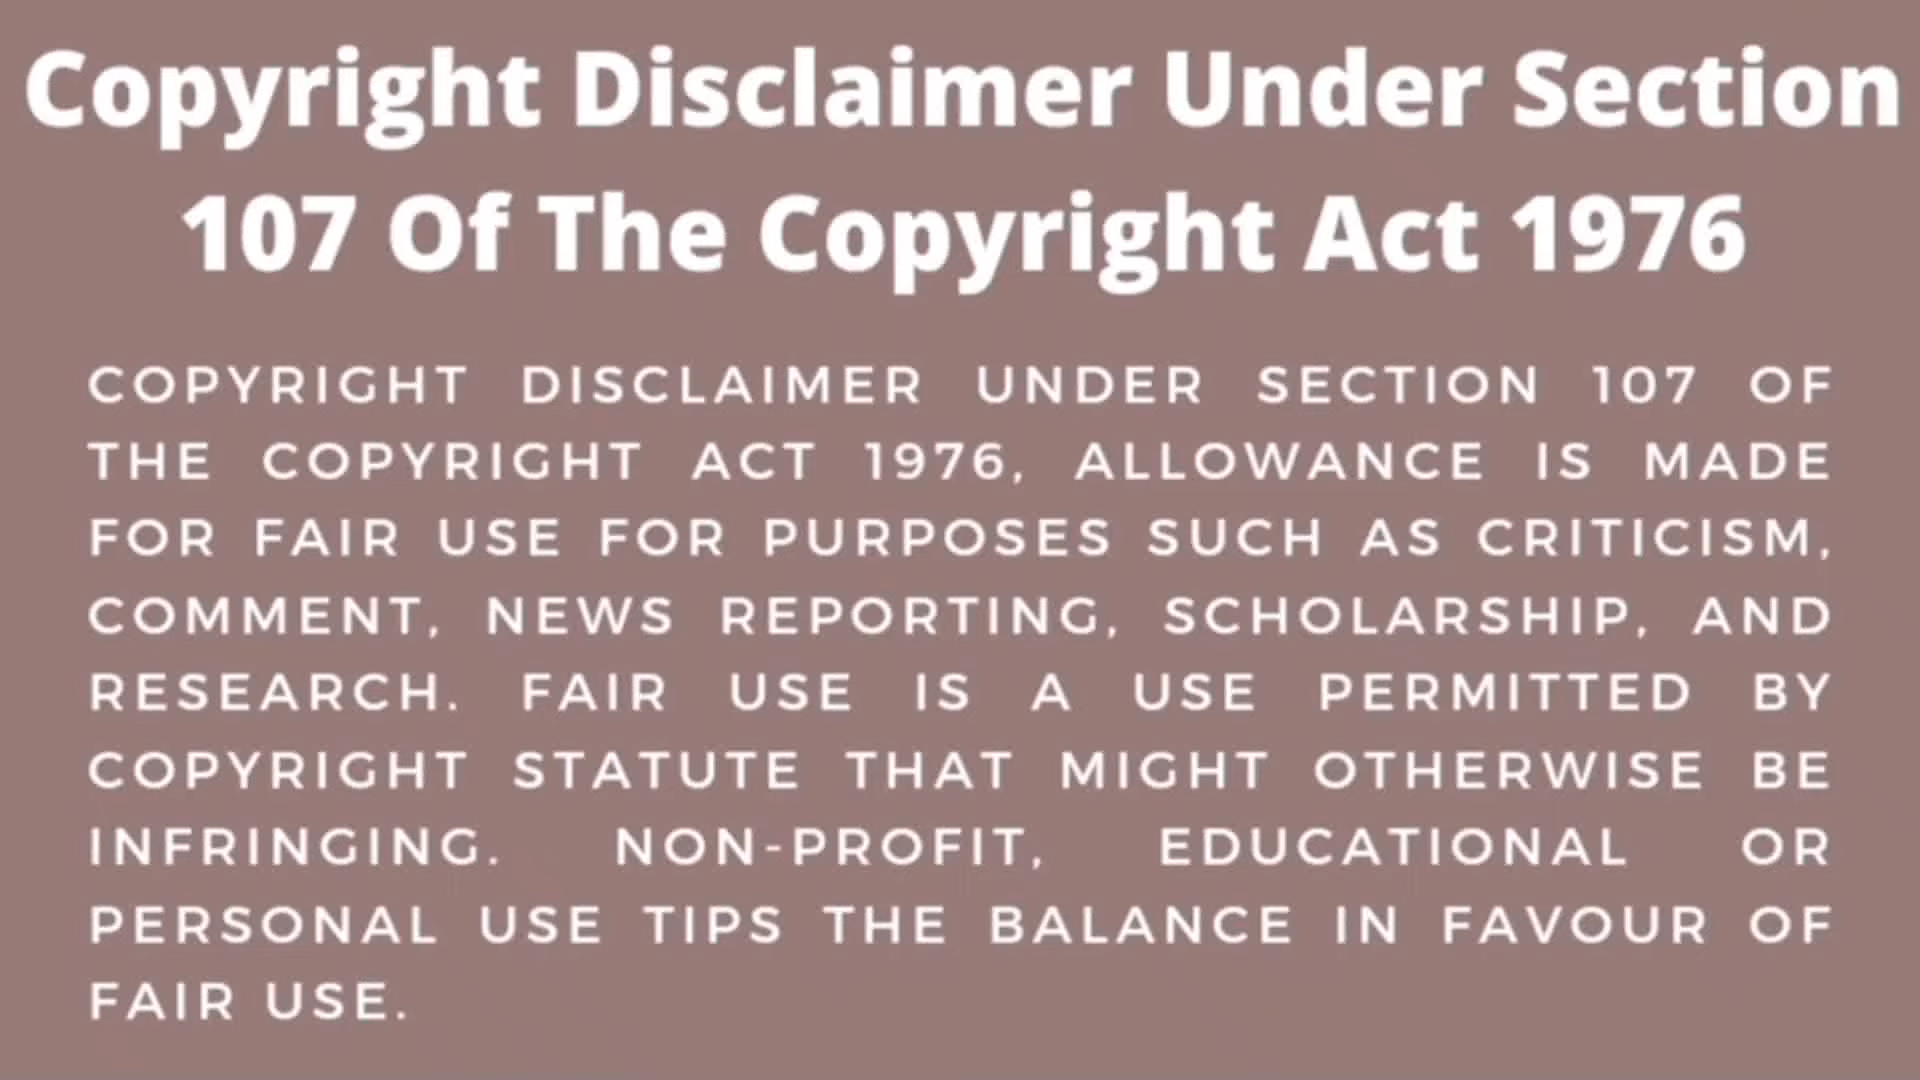 Copyright Disclaimer Under Section
107 Of The Copyright Act 1976
COPYRIGHT DISCLAIMER UNDER SECTION 107 OF
THE COPYRIGHT ACT 1976, ALLOWANCE IS MADE
FOR FAIR USE FOR PURPOSES SUCH AS CRITICISM,
COMMENT, NEWS REPORTING, SCHOLARSHIP, AND
RESEARCH. FAIR USE IS A USE PERMITTED BY
COPYRIGHT STATUTE THAT MIGHT OTHERWISE BE
INFRINGING. NON-PROFIT, EDUCATIONAL OR
PERSONAL USE TIPS THE BALANCE IN FAVOUR OF
FAIR USE.